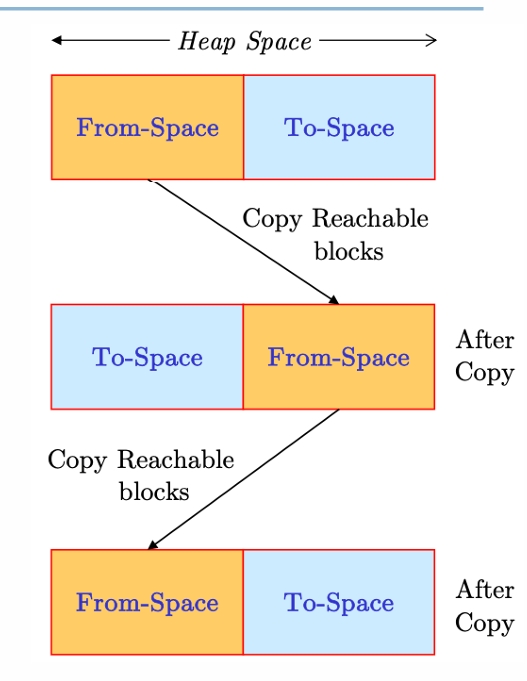 Heap Space
From-Space To-Space
Copy Reachable
blocks
To-Space From-Space
After
Copy
Copy Reachable
blocks
From-Space To-Space
After
Copy